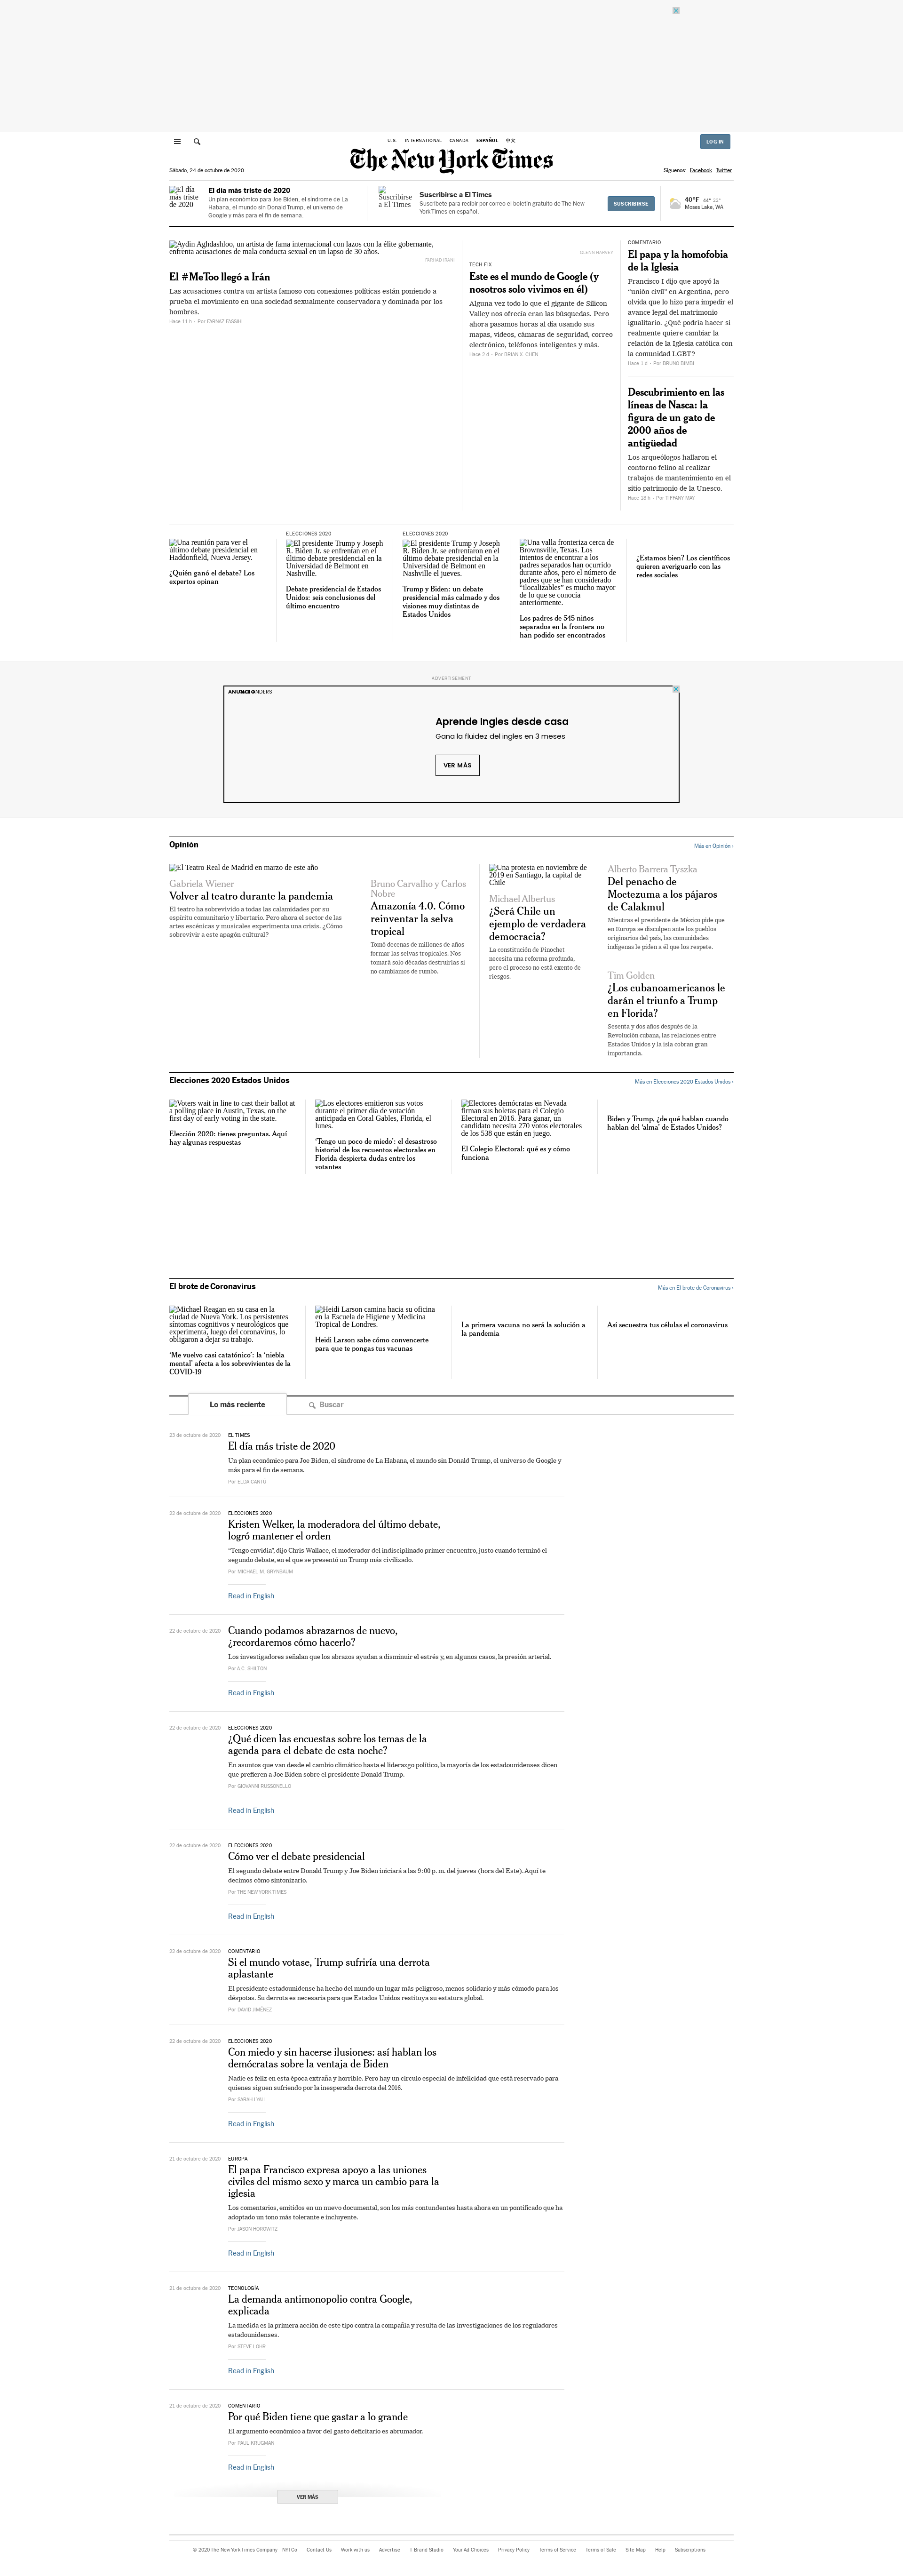 U.S. INTERNATIONAL CANADA ESPAÑOL 中文
LOG IN
The New York Times
Sábado, 24 de octubre de 2020
Síguenos: Facebook Twitter
El día más triste de 2020
El día más triste de 2020
Un plan económico para Joe Biden, el síndrome de La
Habana, el mundo sin Donald Trump, el universo de
Google y más para el fin de semana.
Suscribirse a El Times
Suscribirse a El Times
Suscríbete para recibir por correo el boletín gratuito de The New
York Times en español.
SUSCRIBIRSE
40°F 44° 22°
Moses Lake, WA
Aydin Aghdashloo, un artista de fama internacional con lazos con la élite gobernante,
enfrenta acusaciones de mala conducta sexual en un lapso de 30 años.
El #MeToo llegó a Irán
Las acusaciones contra un artista famoso con conexiones políticas están poniendo a
prueba el movimiento en una sociedad sexualmente conservadora y dominada por los
hombres.
Hace 11 h – Por FARNAZ FASSIHI
GLENN HARVEY
TECH FIX
Este es el mundo de Google (y
nosotros solo vivimos en él)
Alguna vez todo lo que el gigante de Silicon
Valley nos ofrecía eran las búsquedas. Pero
ahora pasamos horas al día usando sus
mapas, videos, cámaras de seguridad, correo
electrónico, teléfonos inteligentes y más.
Hace 2 d – Por BRIAN X. CHEN
COMENTARIO
El papa y la homofobia
de la Iglesia
Francisco I dijo que apoyó la
“unión civil” en Argentina, pero
olvida que lo hizo para impedir el
avance legal del matrimonio
igualitario. ¿Qué podría hacer si
realmente quiere cambiar la
relación de la Iglesia católica con
la comunidad LGBT?
Hace 1 d – Por BRUNO BIMBI
Descubrimiento en las
líneas de Nasca: la
figura de un gato de
2000 años de
antigüedad
Los arqueólogos hallaron el
contorno felino al realizar
trabajos de mantenimiento en el
sitio patrimonio de la Unesco.
Hace 18 h – Por TIFFANY MAY
Una reunión para ver el
último debate presidencial en
Haddonfield, Nueva Jersey.
¿Quién ganó el debate? Los
expertos opinan
ELECCIONES 2020
El presidente Trump y Joseph
R. Biden Jr. se enfrentan en el
último debate presidencial en la
Universidad de Belmont en
Nashville.
Debate presidencial de Estados
Unidos: seis conclusiones del
último encuentro
ELECCIONES 2020
El presidente Trump y Joseph
R. Biden Jr. se enfrentaron en el
último debate presidencial en la
Universidad de Belmont en
Nashville el jueves.
Trump y Biden: un debate
presidencial más calmado y dos
visiones muy distintas de
Estados Unidos
Una valla fronteriza cerca de
Brownsville, Texas. Los
intentos de encontrar a los
padres separados han ocurrido
durante años, pero el número de
padres que se han considerado
“ilocalizables” es mucho mayor
de lo que se conocía
anteriormente.
Los padres de 545 niños
separados en la frontera no
han podido ser encontrados
¿Estamos bien? Los científicos
quieren averiguarlo con las
redes sociales
ADVERTISEMENT
ANUNCIO
Aprende Ingles desde casa
Gana la fluidez del ingles en 3 meses
VER MÁS
Opinión
Más en Opinión ›
El Teatro Real de Madrid en marzo de este año
Gabriela Wiener
Volver al teatro durante la pandemia
El teatro ha sobrevivido a todas las calamidades por su
espíritu comunitario y libertario. Pero ahora el sector de las
artes escénicas y musicales experimenta una crisis. ¿Cómo
sobrevivir a este apagón cultural?
Bruno Carvalho y Carlos
Nobre
Amazonía 4.0. Cómo
reinventar la selva
tropical
Tomó decenas de millones de años
formar las selvas tropicales. Nos
tomará solo décadas destruirlas si
no cambiamos de rumbo.
Una protesta en noviembre de
2019 en Santiago, la capital de
Chile
Michael Albertus
¿Será Chile un
ejemplo de verdadera
democracia?
La constitución de Pinochet
necesita una reforma profunda,
pero el proceso no está exento de
riesgos.
Alberto Barrera Tyszka
Del penacho de
Moctezuma a los pájaros
de Calakmul
Mientras el presidente de México pide que
en Europa se disculpen ante los pueblos
originarios del país, las comunidades
indígenas le piden a él que los respete.
Tim Golden
¿Los cubanoamericanos le
darán el triunfo a Trump
en Florida?
Sesenta y dos años después de la
Revolución cubana, las relaciones entre
Estados Unidos y la isla cobran gran
importancia.
Elecciones 2020 Estados Unidos
Más en Elecciones 2020 Estados Unidos ›
Voters wait in line to cast their ballot at
a polling place in Austin, Texas, on the
first day of early voting in the state.
Elección 2020: tienes preguntas. Aquí
hay algunas respuestas
Los electores emitieron sus votos
durante el primer día de votación
anticipada en Coral Gables, Florida, el
lunes.
‘Tengo un poco de miedo’: el desastroso
historial de los recuentos electorales en
Florida despierta dudas entre los
votantes
Electores demócratas en Nevada
firman sus boletas para el Colegio
Electoral en 2016. Para ganar, un
candidato necesita 270 votos electorales
de los 538 que están en juego.
El Colegio Electoral: qué es y cómo
funciona
Biden y Trump, ¿de qué hablan cuando
hablan del ‘alma’ de Estados Unidos?
El brote de Coronavirus
Más en El brote de Coronavirus ›
Michael Reagan en su casa en la
ciudad de Nueva York. Los persistentes
síntomas cognitivos y neurológicos que
experimenta, luego del coronavirus, lo
obligaron a dejar su trabajo.
‘Me vuelvo casi catatónico’: la ‘niebla
mental’ afecta a los sobrevivientes de la
COVID-19
Heidi Larson camina hacia su oficina
en la Escuela de Higiene y Medicina
Tropical de Londres.
Heidi Larson sabe cómo convencerte
para que te pongas tus vacunas
La primera vacuna no será la solución a
la pandemia
Así secuestra tus células el coronavirus
Lo más reciente
Buscar
23 de octubre de 2020
EL TIMES
El día más triste de 2020
Un plan económico para Joe Biden, el síndrome de La Habana, el mundo sin Donald Trump, el universo de Google y
más para el fin de semana.
Por ELDA CANTÚ
22 de octubre de 2020
ELECCIONES 2020
Kristen Welker, la moderadora del último debate,
logró mantener el orden
“Tengo envidia”, dijo Chris Wallace, el moderador del indisciplinado primer encuentro, justo cuando terminó el
segundo debate, en el que se presentó un Trump más civilizado.
Por MICHAEL M. GRYNBAUM
Read in English
22 de octubre de 2020
Cuando podamos abrazarnos de nuevo,
¿recordaremos cómo hacerlo?
Los investigadores señalan que los abrazos ayudan a disminuir el estrés y, en algunos casos, la presión arterial.
Por A.C. SHILTON
Read in English
22 de octubre de 2020
ELECCIONES 2020
¿Qué dicen las encuestas sobre los temas de la
agenda para el debate de esta noche?
En asuntos que van desde el cambio climático hasta el liderazgo político, la mayoría de los estadounidenses dicen
que prefieren a Joe Biden sobre el presidente Donald Trump.
Por GIOVANNI RUSSONELLO
Read in English
22 de octubre de 2020
ELECCIONES 2020
Cómo ver el debate presidencial
El segundo debate entre Donald Trump y Joe Biden iniciará a las 9:00 p. m. del jueves (hora del Este). Aquí te
decimos cómo sintonizarlo.
Por THE NEW YORK TIMES
Read in English
22 de octubre de 2020
COMENTARIO
Si el mundo votase, Trump sufriría una derrota
aplastante
El presidente estadounidense ha hecho del mundo un lugar más peligroso, menos solidario y más cómodo para los
déspotas. Su derrota es necesaria para que Estados Unidos restituya su estatura global.
Por DAVID JIMÉNEZ
22 de octubre de 2020
ELECCIONES 2020
Con miedo y sin hacerse ilusiones: así hablan los
demócratas sobre la ventaja de Biden
Nadie es feliz en esta época extraña y horrible. Pero hay un círculo especial de infelicidad que está reservado para
quienes siguen sufriendo por la inesperada derrota del 2016.
Por SARAH LYALL
Read in English
21 de octubre de 2020
EUROPA
El papa Francisco expresa apoyo a las uniones
civiles del mismo sexo y marca un cambio para la
iglesia
Los comentarios, emitidos en un nuevo documental, son los más contundentes hasta ahora en un pontificado que ha
adoptado un tono más tolerante e incluyente.
Por JASON HOROWITZ
Read in English
21 de octubre de 2020
TECNOLOGÍA
La demanda antimonopolio contra Google,
explicada
La medida es la primera acción de este tipo contra la compañía y resulta de las investigaciones de los reguladores
estadounidenses.
Por STEVE LOHR
Read in English
21 de octubre de 2020
COMENTARIO
Por qué Biden tiene que gastar a lo grande
El argumento económico a favor del gasto deficitario es abrumador.
Por PAUL KRUGMAN
Read in English
VER MÁS
© 2020 The New York Times Company NYTCo Contact Us Work with us Advertise T Brand Studio Your Ad Choices Privacy Policy Terms of Service Terms of Sale Site Map Help Subscriptions